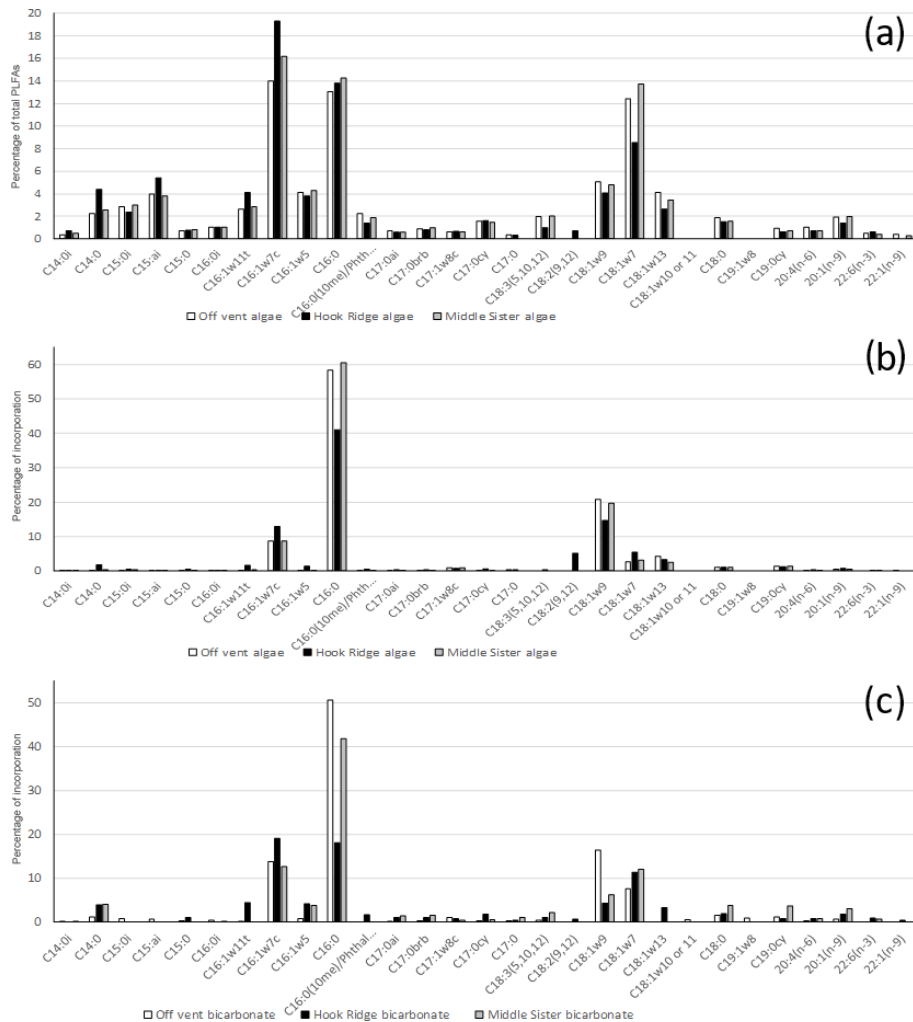 (a)
Percentage of total PLFAs
20
18
16
14
12
10
8
6
4
2
0
C14:0i
C14:0
C15:0i
C15:ai
C15:0
C16:0i
C16:1w11t
C16:1w7c
C16:1w5
C16:0
C16:0(10me)/Phth...
C17:0ai
C17:0brb
C17:1w8c
C17:0cy
C17:0
C18:3(5,10,12)
C18:2(9,12)
C18:1w9
C18:1w7
C18:1w13
C18:1w10 or 11
C18:0
C19:1w8
C19:0cy
20:4(n-6)
20:1(n-9)
22:6(n-3)
22:1(n-9)
Off vent algae Hook Ridge algae Middle Sister algae
(b)
Percentage of incorporation
60
50
40
30
20
10
0
C14:0i
C14:0
C15:0i
C15:ai
C15:0
C16:0i
C16:1w11t
C16:1w7c
C16:1w5
C16:0
C16:0(10me)/Phth...
C17:0ai
C17:0brb
C17:1w8c
C17:0cy
C17:0
C18:3(5,10,12)
C18:2(9,12)
C18:1w9
C18:1w7
C18:1w13
C18:1w10 or 11
C18:0
C19:1w8
C19:0cy
20:4(n-6)
20:1(n-9)
22:6(n-3)
22:1(n-9)
Off vent algae Hook Ridge algae Middle Sister algae
(c)
Percentage of incorporation
50
40
30
20
10
0
C14:0i
C14:0
C15:0i
C15:ai
C15:0
C16:0i
C16:1w11t
C16:1w7c
C16:1w5
C16:0
C16:0(10me)/Phthal...
C17:0ai
C17:0brb
C17:1w8c
C17:0cy
C17:0
C18:3(5,10,12)
C18:2(9,12)
C18:1w9
C18:1w7
C18:1w13
C18:1w10 or 11
C18:0
C19:1w8
C19:0cy
20:4(n-6)
20:1(n-9)
22:6(n-3)
22:1(n-9)
Off vent bicarbonate Hook Ridge bicarbonate Middle Sister bicarbonate